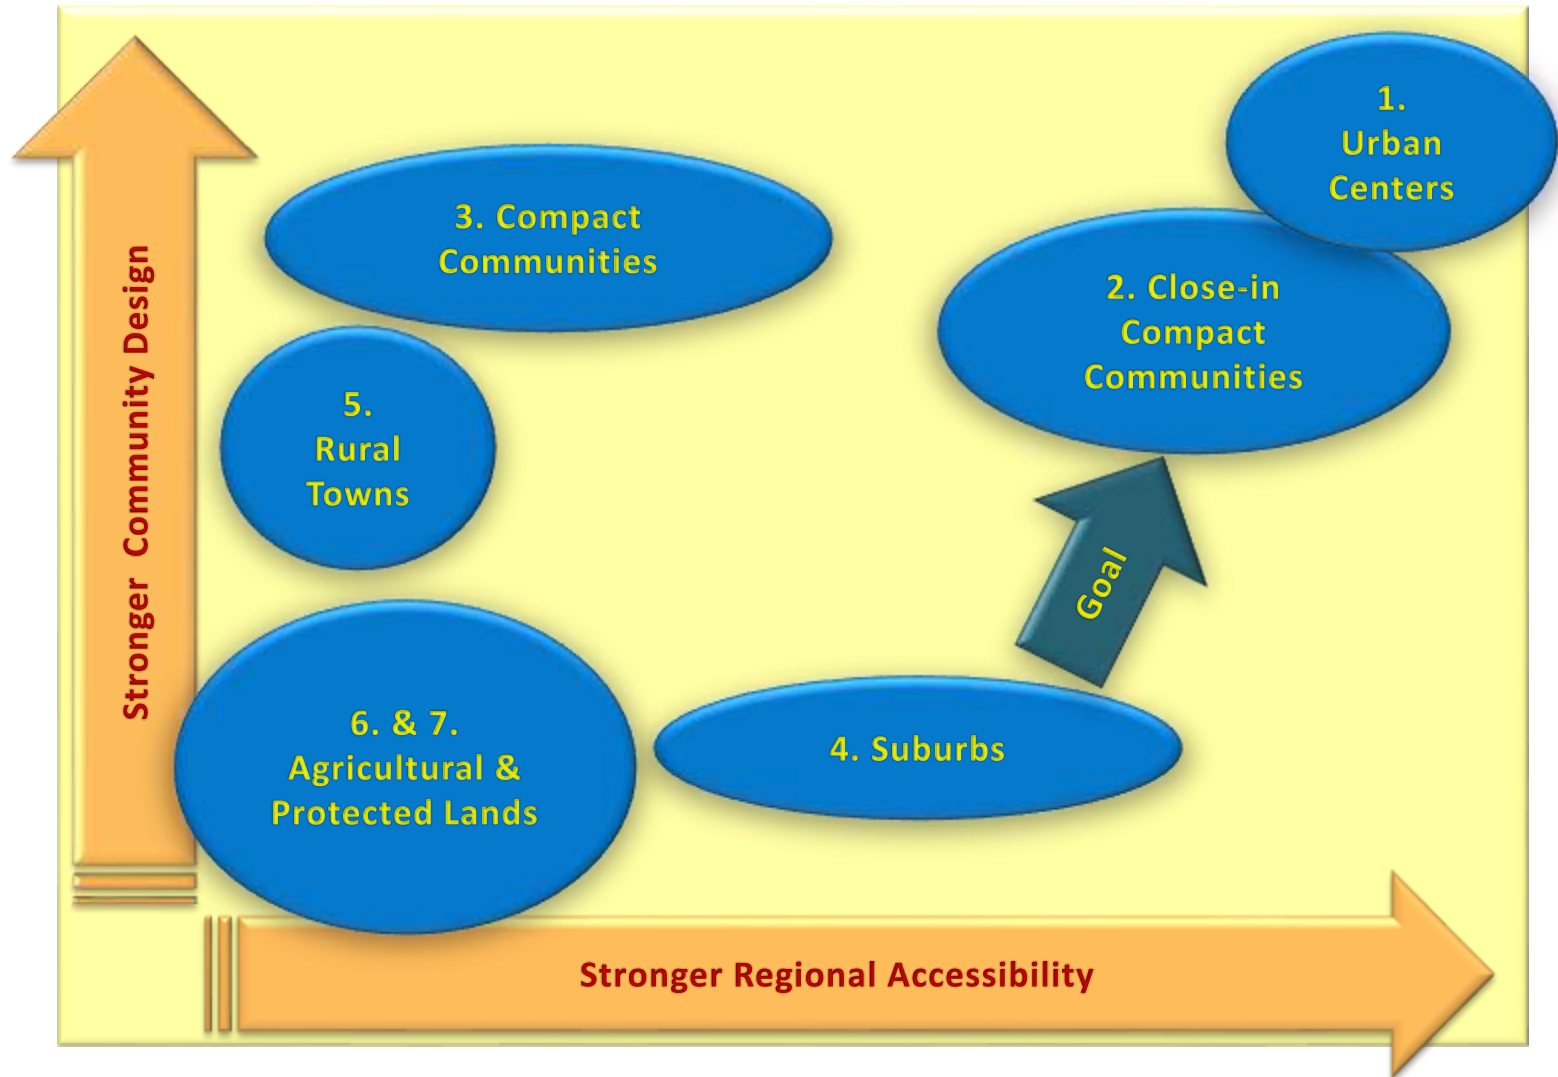 1.
Urban
Centers
3. Compact
Communities
2. Close-in
Compact
Communities
5.
Rural
Towns
Goal
6. & 7.
Agricultural &
Protected Lands
4. Suburbs
Stronger Community Design
Stronger Regional Accessibility